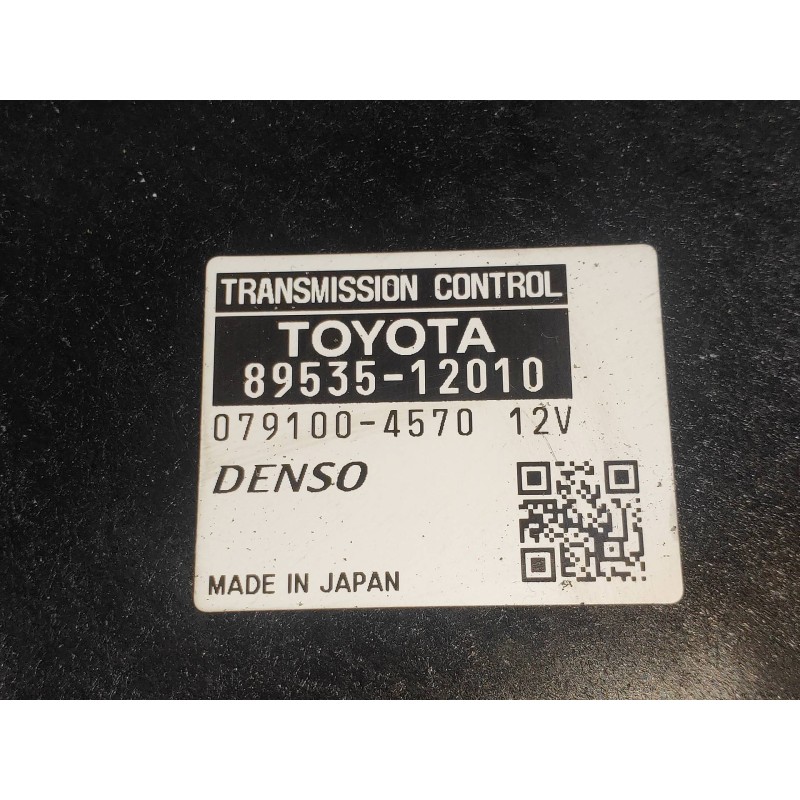 TRANSMISSION CONTROL
TOYOTA
89535-12010
079100-4570 12V
DENSO
MADE IN JAPAN